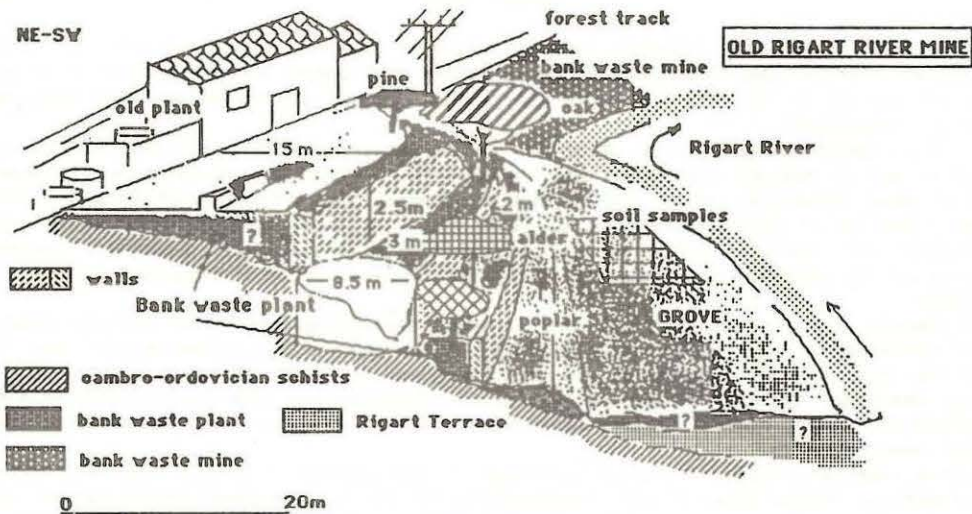 NE-SW
forest track
OLD RIGART RIVER MINE
bank waste mine
pine
old plant
oak
15 m
Rigart River
2.5m
2 m
soil samples
?
3 m
alder
walls
8.5 m
Bank waste plant
poplar
GROVE
cambro-ordovician schists
bank waste plant
Rigart Terrace
?
?
bank waste mine
0
20m